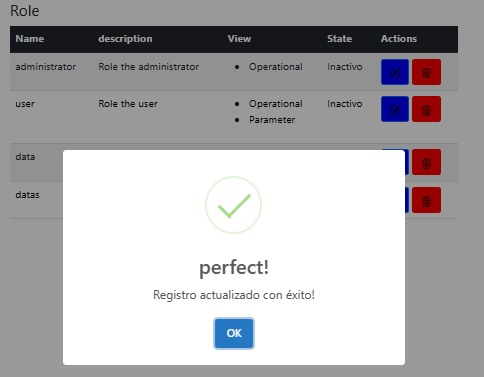 Role
Name description View State Actions
administrator Role the administrator Operational Inactivo
user Role the user Operational Inactivo
Parameter
data
datas
perfect!
Registro actualizado con éxito!
OK